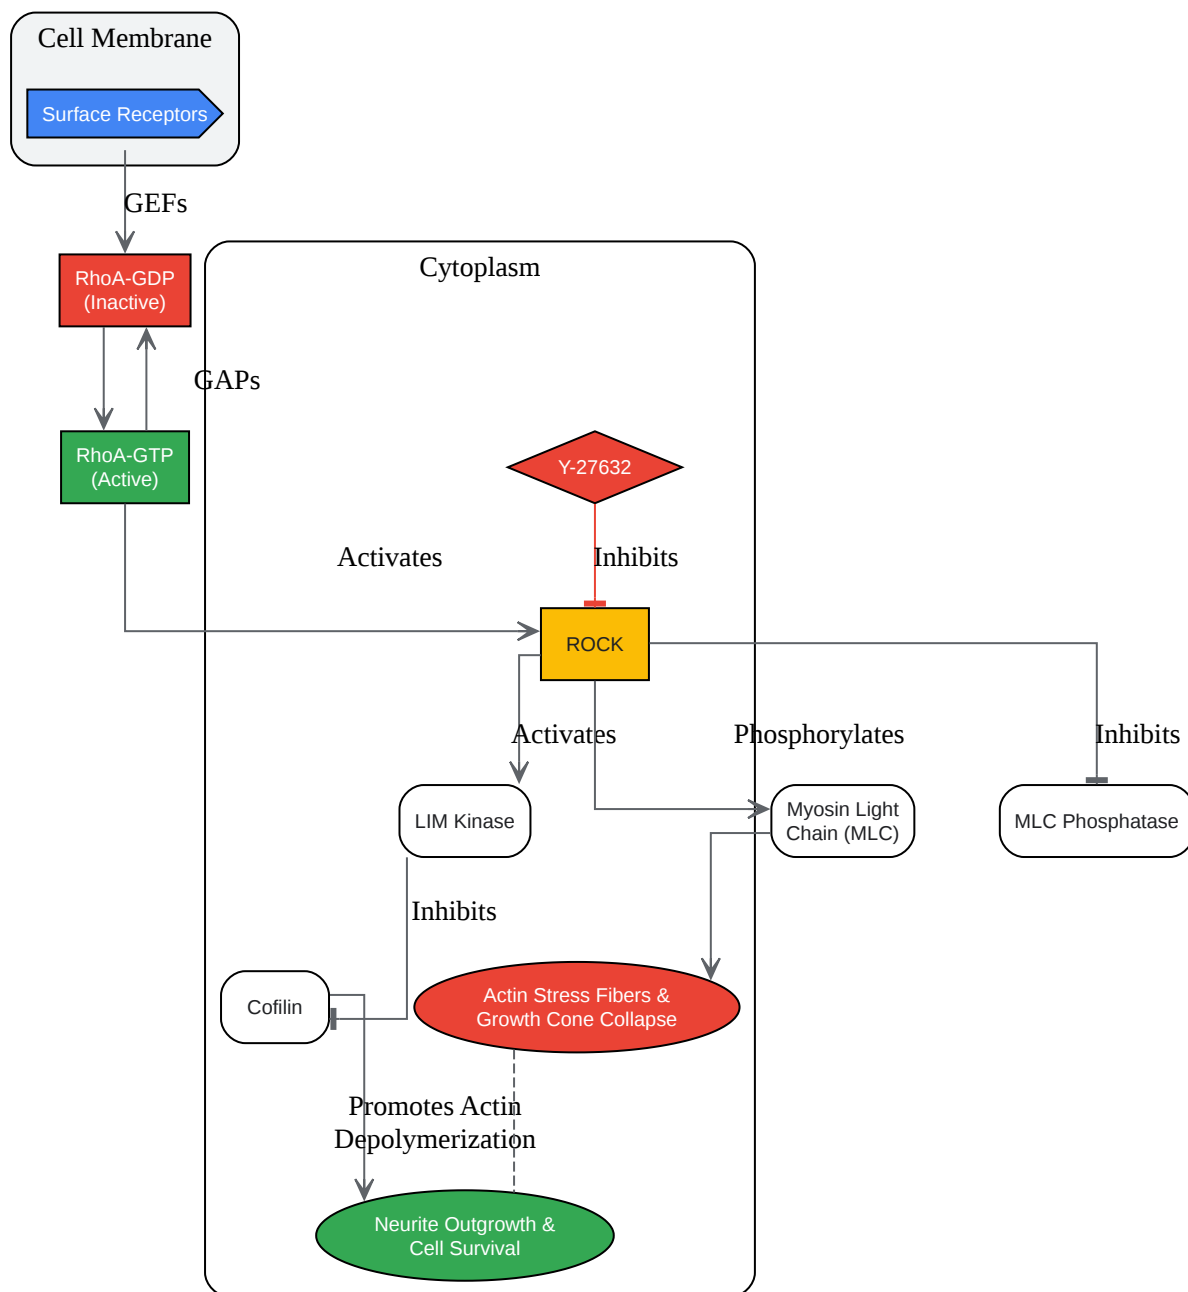 Cell Membrane
Surface Receptors
GEFs
RhoA-GDP
(Inactive)
Cytoplasm
GAPs
RhoA-GTP
(Active)
Y-27632
Activates
Inhibits
ROCK
Activates
Phosphorylates
Inhibits
LIM Kinase
Myosin Light
Chain (MLC)
MLC Phosphatase
Inhibits
Cofilin
Actin Stress Fibers &
Growth Cone Collapse
Promotes Actin
Depolymerization
Neurite Outgrowth &
Cell Survival